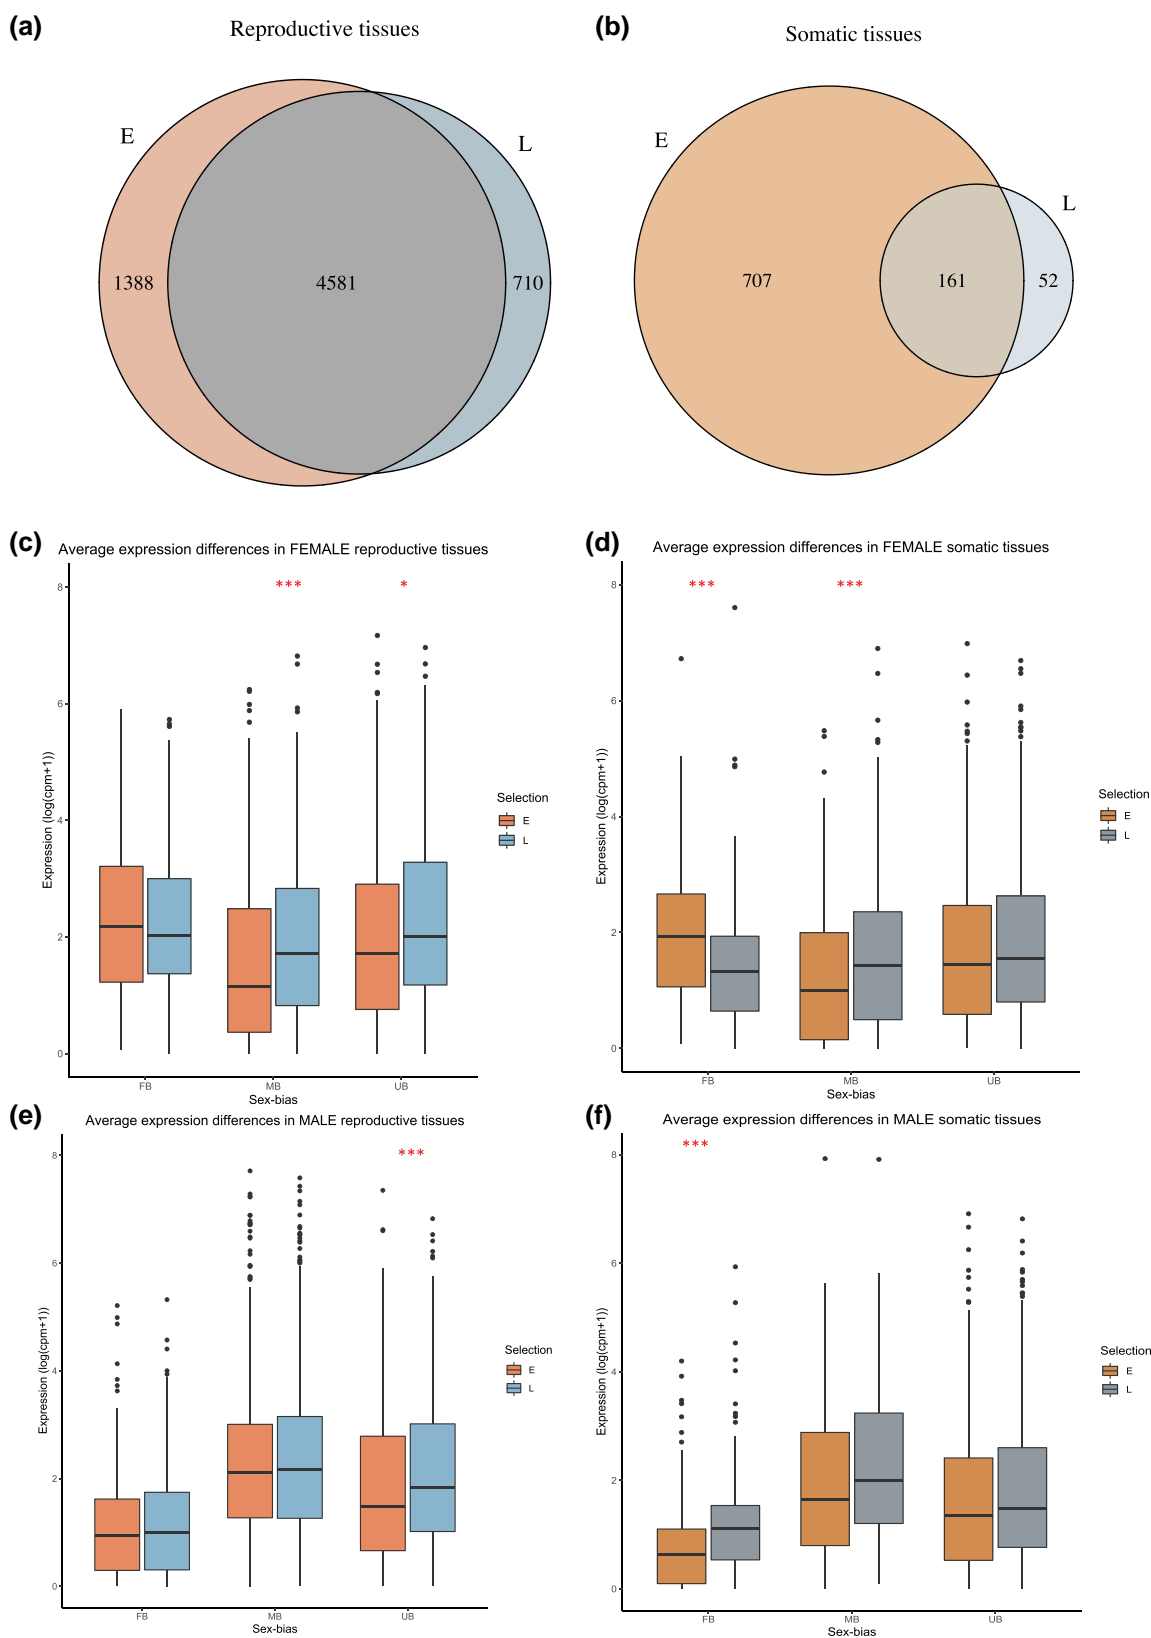 (a)
Reproductive tissues
E
L
1388
4581
710
(b)
Somatic tissues
E
L
707
161
52
(c)
Average expression differences in FEMALE reproductive tissues
***
*
8
6
4
2
0
Expression (log(cpm+1))
FB
MB
UB
Sex-bias
Selection
E
L
(d)
Average expression differences in FEMALE somatic tissues
***
***
8
6
4
2
0
Expression (log(cpm+1))
FB
MB
UB
Sex-bias
Selection
E
L
(e)
Average expression differences in MALE reproductive tissues
***
8
6
4
2
0
Expression (log(cpm+1))
FB
MB
UB
Sex-bias
Selection
E
L
(f)
Average expression differences in MALE somatic tissues
***
8
6
4
2
0
Expression (log(cpm+1))
FB
MB
UB
Sex-bias
Selection
E
L